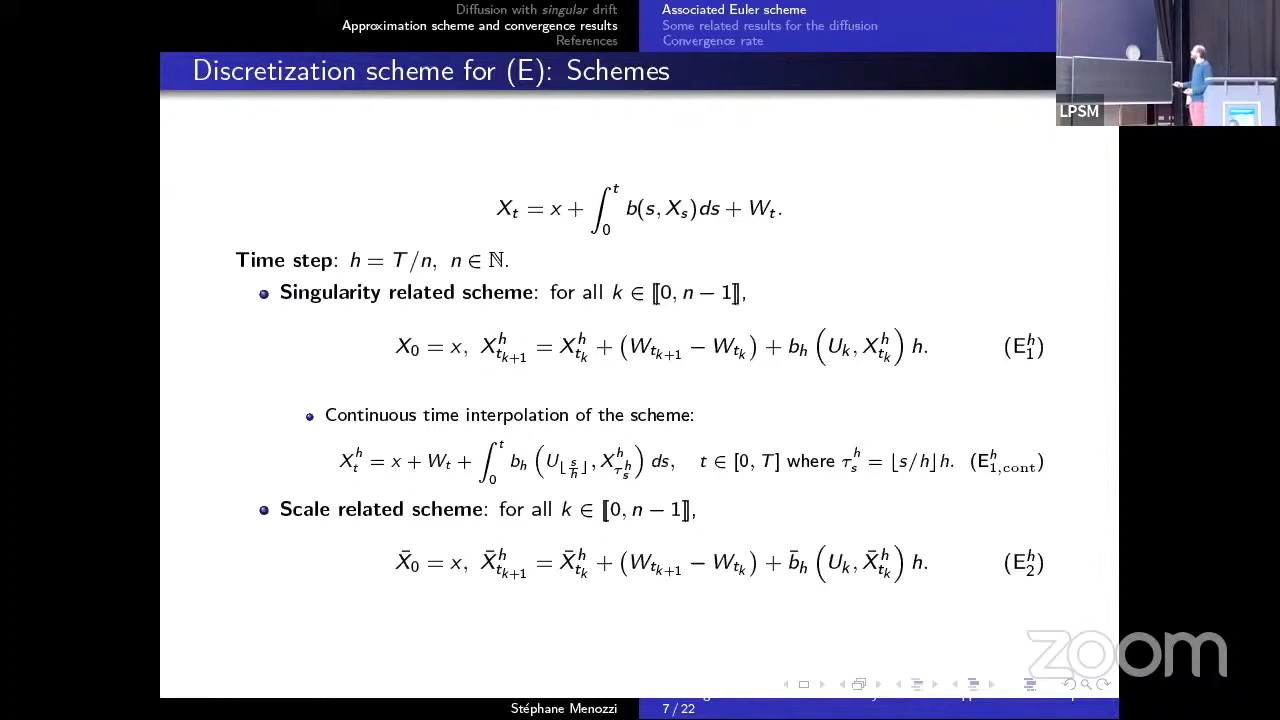 Diffusion with singular drift
Approximation scheme and convergence results
References
Associated Euler scheme
Some related results for the diffusion
Convergence rate
Discretization scheme for (E): Schemes
LPSM
X_t = x + ∫_0^t b(s, X_s)ds + W_t.
Time step: h = T/n, n ∈ ℕ.
Singularity related scheme: for all k ∈ ⟦0, n − 1⟧,
X_0 = x, X^h_{t_{k+1}} = X^h_{t_k} + (W_{t_{k+1}} − W_{t_k}) + b_h (U_k, X^h_{t_k}) h. (E^h_1)
Continuous time interpolation of the scheme:
X^h_t = x + W_t + ∫_0^t b_h (U_{⌊s/h⌋}, X^h_{τ^h_s}) ds, t ∈ [0, T] where τ^h_s = ⌊s/h⌋h. (E^h_{1,cont})
Scale related scheme: for all k ∈ ⟦0, n − 1⟧,
X̄_0 = x, X̄^h_{t_{k+1}} = X̄^h_{t_k} + (W_{t_{k+1}} − W_{t_k}) + b̄_h (U_k, X̄^h_{t_k}) h. (E^h_2)
zoom
Stéphane Menozzi
7 / 22